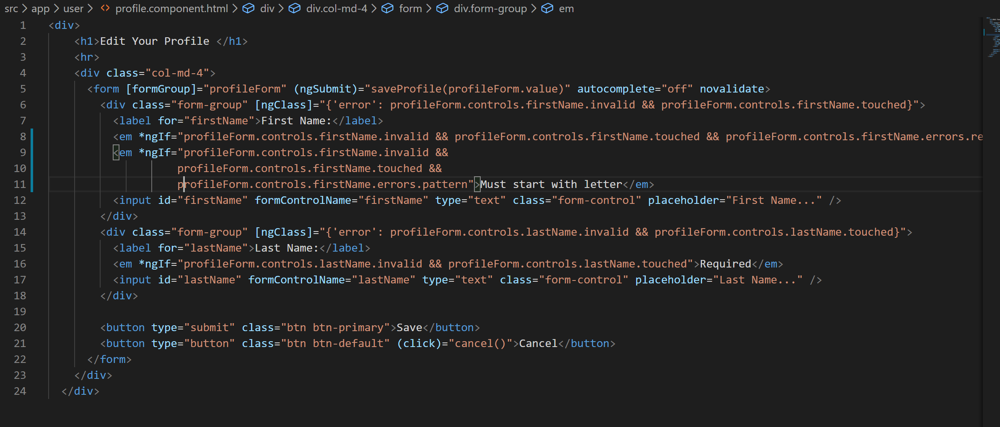 src > app > user > <> profile.component.html > div > div.col-md-4 > form > div.form-group > em
1 <div>
2 <h1>Edit Your Profile </h1>
3 <hr>
4 <div class="col-md-4">
5 <form [formGroup]="profileForm" (ngSubmit)="saveProfile(profileForm.value)" autocomplete="off" novalidate>
6 <div class="form-group" [ngClass]="{'error': profileForm.controls.firstName.invalid && profileForm.controls.firstName.touched}">
7 <label for="firstName">First Name:</label>
8 <em *ngIf="profileForm.controls.firstName.invalid && profileForm.controls.firstName.touched && profileForm.controls.firstName.errors.re
9 <em *ngIf="profileForm.controls.firstName.invalid &&
10 profileForm.controls.firstName.touched &&
11 profileForm.controls.firstName.errors.pattern">Must start with letter</em>
12 <input id="firstName" formControlName="firstName" type="text" class="form-control" placeholder="First Name..." />
13 </div>
14 <div class="form-group" [ngClass]="{'error': profileForm.controls.lastName.invalid && profileForm.controls.lastName.touched}">
15 <label for="lastName">Last Name:</label>
16 <em *ngIf="profileForm.controls.lastName.invalid && profileForm.controls.lastName.touched">Required</em>
17 <input id="lastName" formControlName="lastName" type="text" class="form-control" placeholder="Last Name..." />
18 </div>
19
20 <button type="submit" class="btn btn-primary">Save</button>
21 <button type="button" class="btn btn-default" (click)="cancel()">Cancel</button>
22 </form>
23 </div>
24 </div>